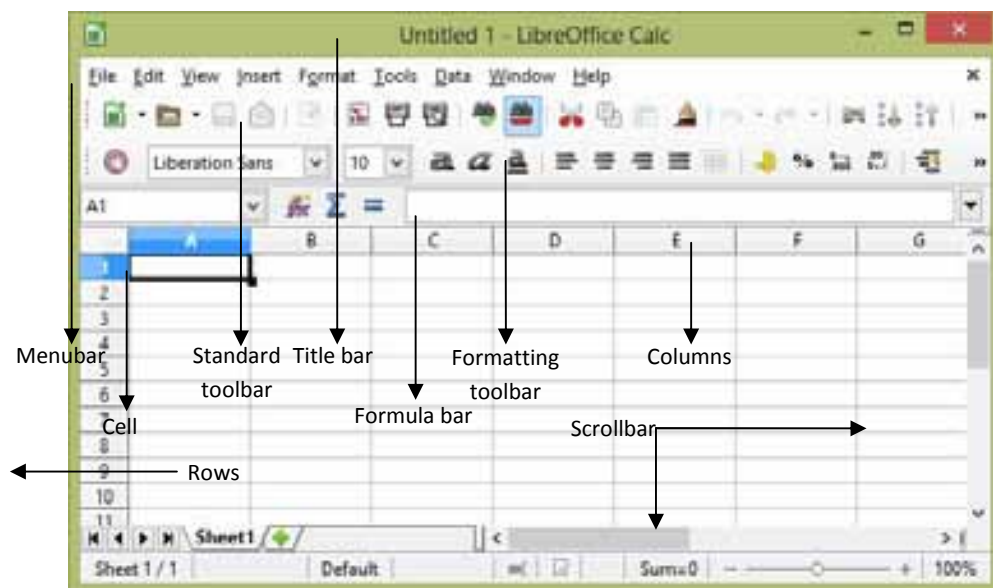 Untitled 1 - LibreOffice Calc
File Edit View Insert Format Tools Data Window Help
Liberation Sans 10
A1
A B C D E F G
1
2
3
4
Menubar Standard Title bar Formatting Columns
5
toolbar toolbar
6
Formula bar
7
Cell Scrollbar
8
9 Rows
10
11
Sheet1
Sheet 1 / 1 Default Sum=0 100%